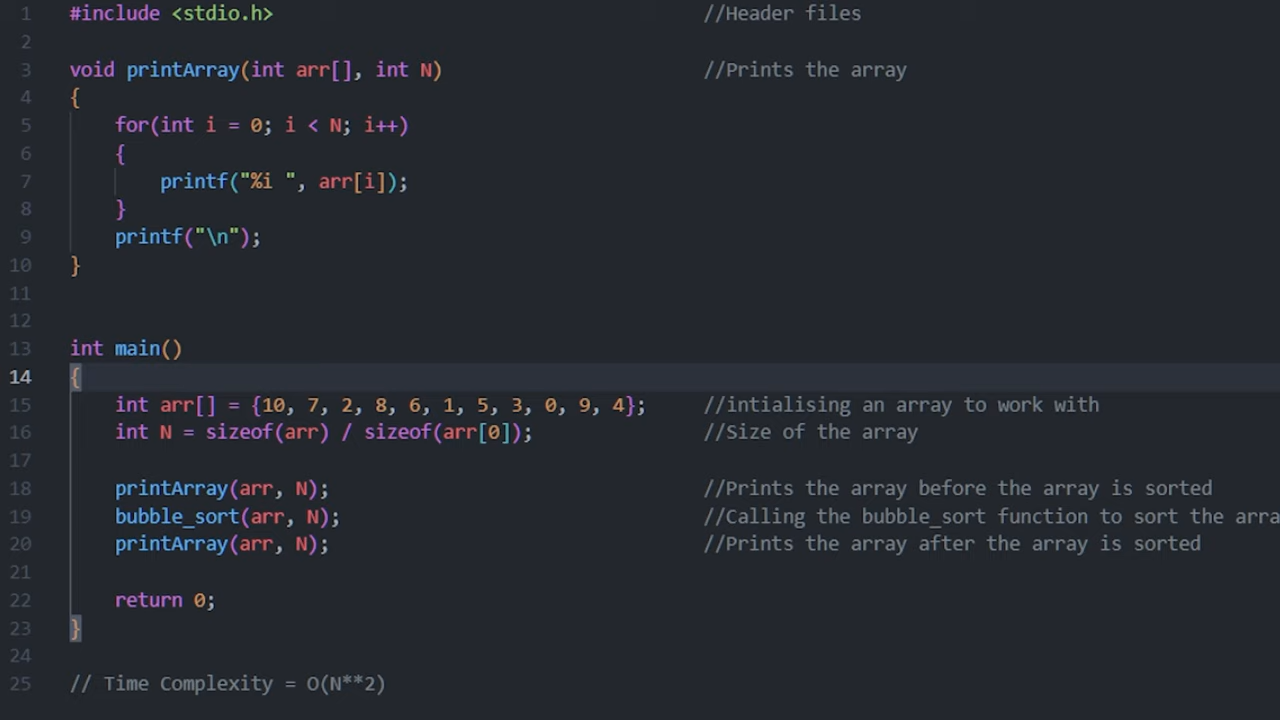 1 #include <stdio.h> //Header files
2
3 void printArray(int arr[], int N) //Prints the array
4 {
5 for(int i = 0; i < N; i++)
6 {
7 printf("%i ", arr[i]);
8 }
9 printf("\n");
10 }
11
12
13 int main()
14 {
15 int arr[] = {10, 7, 2, 8, 6, 1, 5, 3, 0, 9, 4}; //intialising an array to work with
16 int N = sizeof(arr) / sizeof(arr[0]); //Size of the array
17
18 printArray(arr, N); //Prints the array before the array is sorted
19 bubble_sort(arr, N); //Calling the bubble_sort function to sort the arra
20 printArray(arr, N); //Prints the array after the array is sorted
21
22 return 0;
23 }
24
25 // Time Complexity = O(N**2)